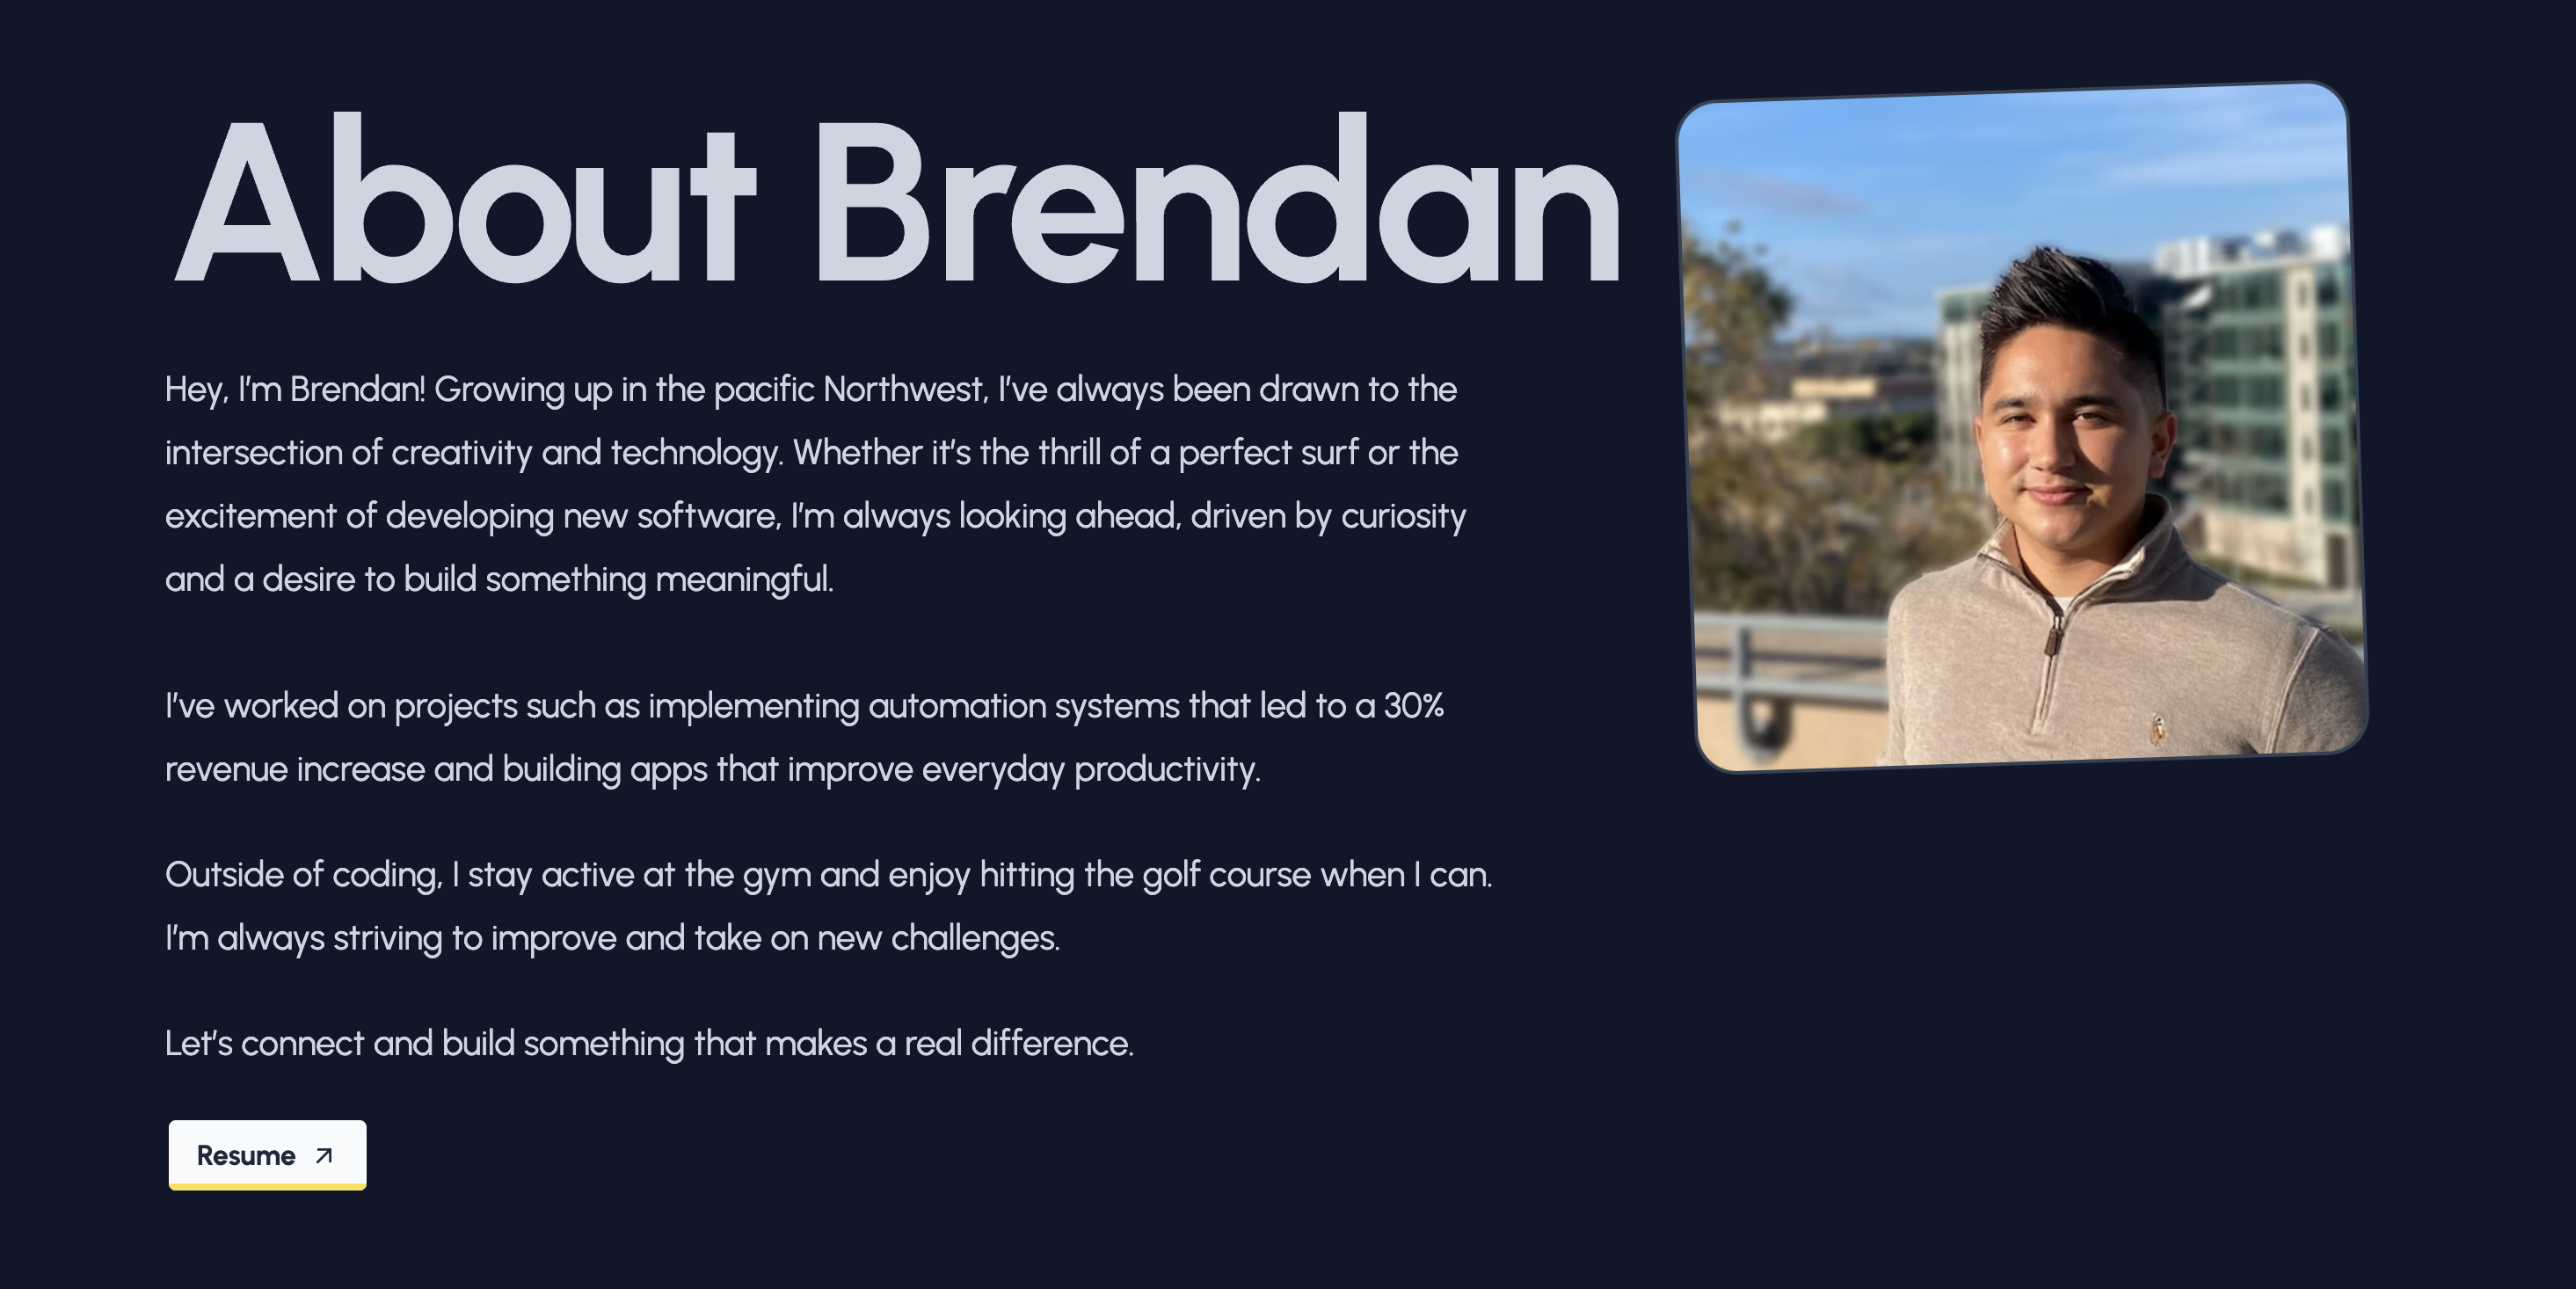 About Brendan
Hey, I’m Brendan! Growing up in the pacific Northwest, I’ve always been drawn to the
intersection of creativity and technology. Whether it’s the thrill of a perfect surf or the
excitement of developing new software, I’m always looking ahead, driven by curiosity
and a desire to build something meaningful.
I’ve worked on projects such as implementing automation systems that led to a 30%
revenue increase and building apps that improve everyday productivity.
Outside of coding, I stay active at the gym and enjoy hitting the golf course when I can.
I’m always striving to improve and take on new challenges.
Let’s connect and build something that makes a real difference.
Resume